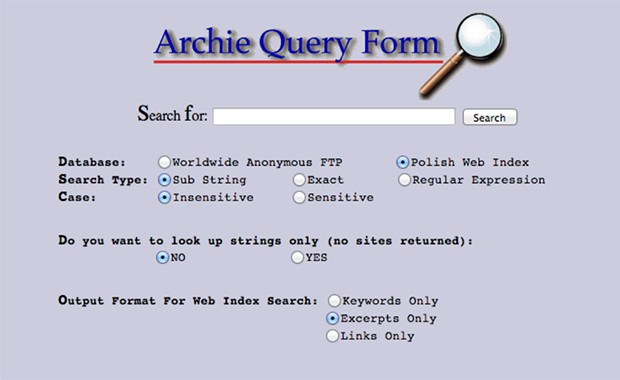 Archie Query Form
Search for: Search
Database: Worldwide Anonymous FTP Polish Web Index
Search Type: Sub String Exact Regular Expression
Case: Insensitive Sensitive
Do you want to look up strings only (no sites returned):
NO YES
Output Format For Web Index Search: Keywords Only
Excerpts Only
Links Only